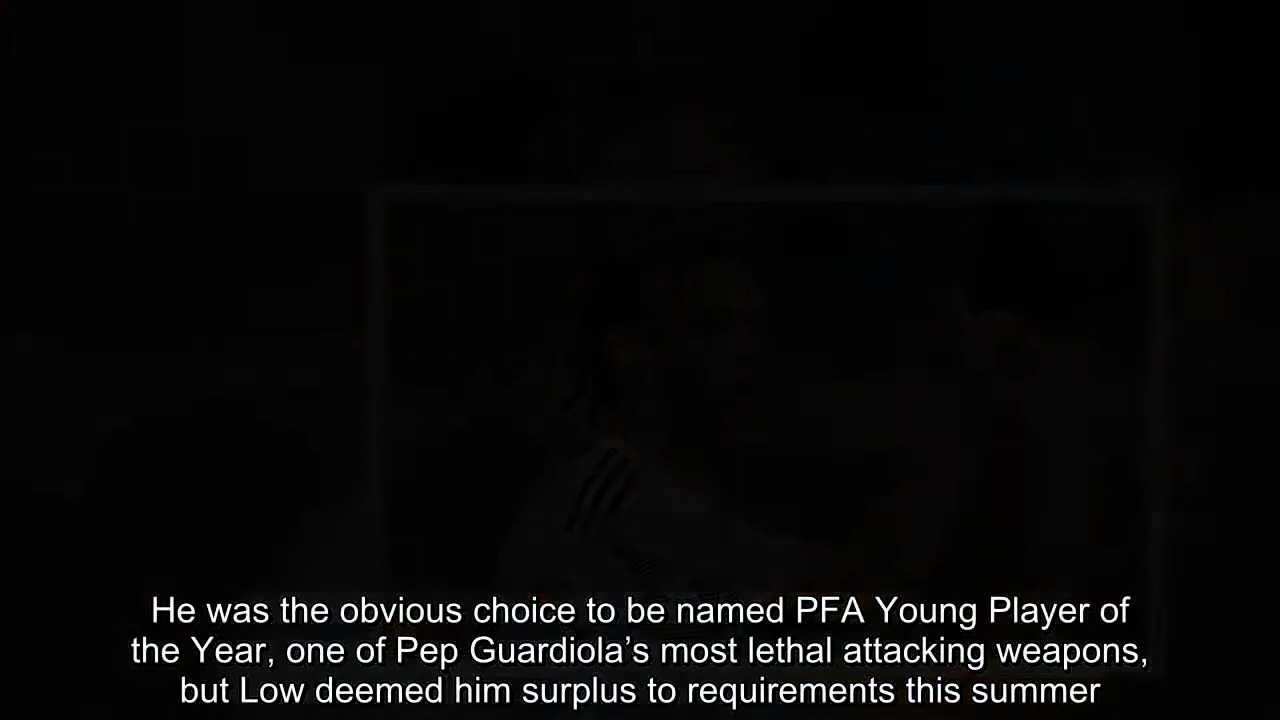 He was the obvious choice to be named PFA Young Player of
the Year, one of Pep Guardiola’s most lethal attacking weapons,
but Low deemed him surplus to requirements this summer